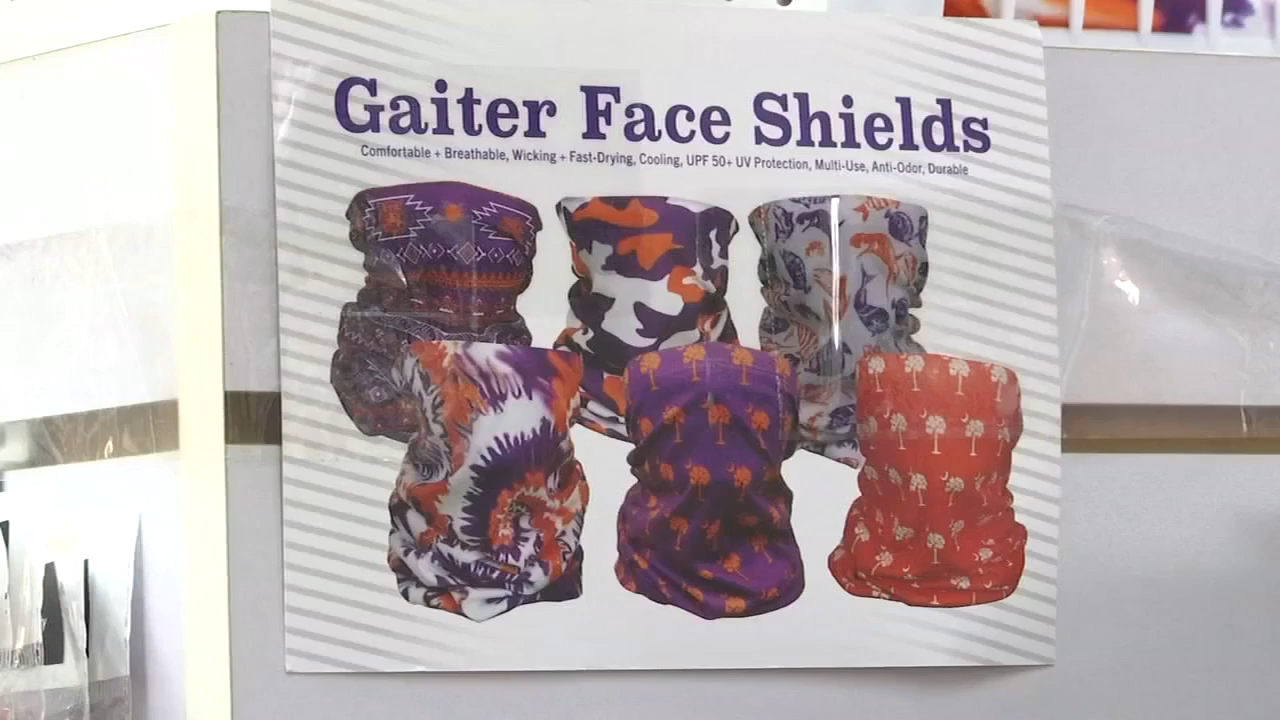 Gaiter Face Shields
Comfortable + Breathable, Wicking + Fast-Drying, Cooling, UPF 50+ UV Protection, Multi-Use, Anti-Odor, Durable